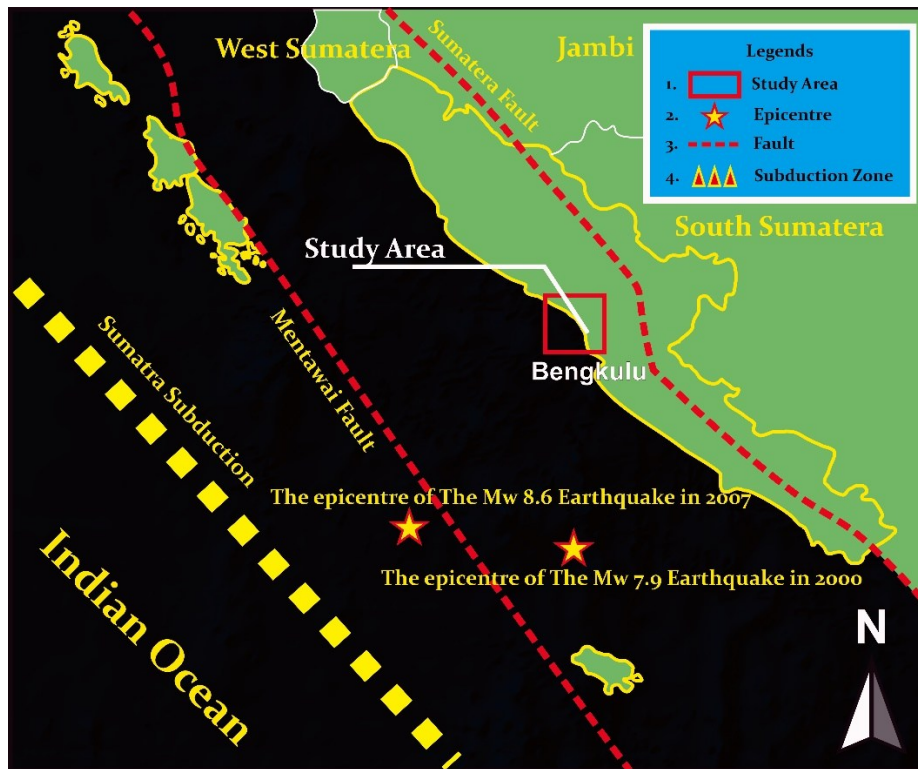 West Sumatera
Sumatera Fault
Jambi
Legends
1. Study Area
2. Epicentre
3. Fault
4. Subduction Zone
South Sumatera
Study Area
Bengkulu
Mentawai Fault
Sumatra Subduction
The epicentre of The Mw 8.6 Earthquake in 2007
The epicentre of The Mw 7.9 Earthquake in 2000
Indian Ocean
N